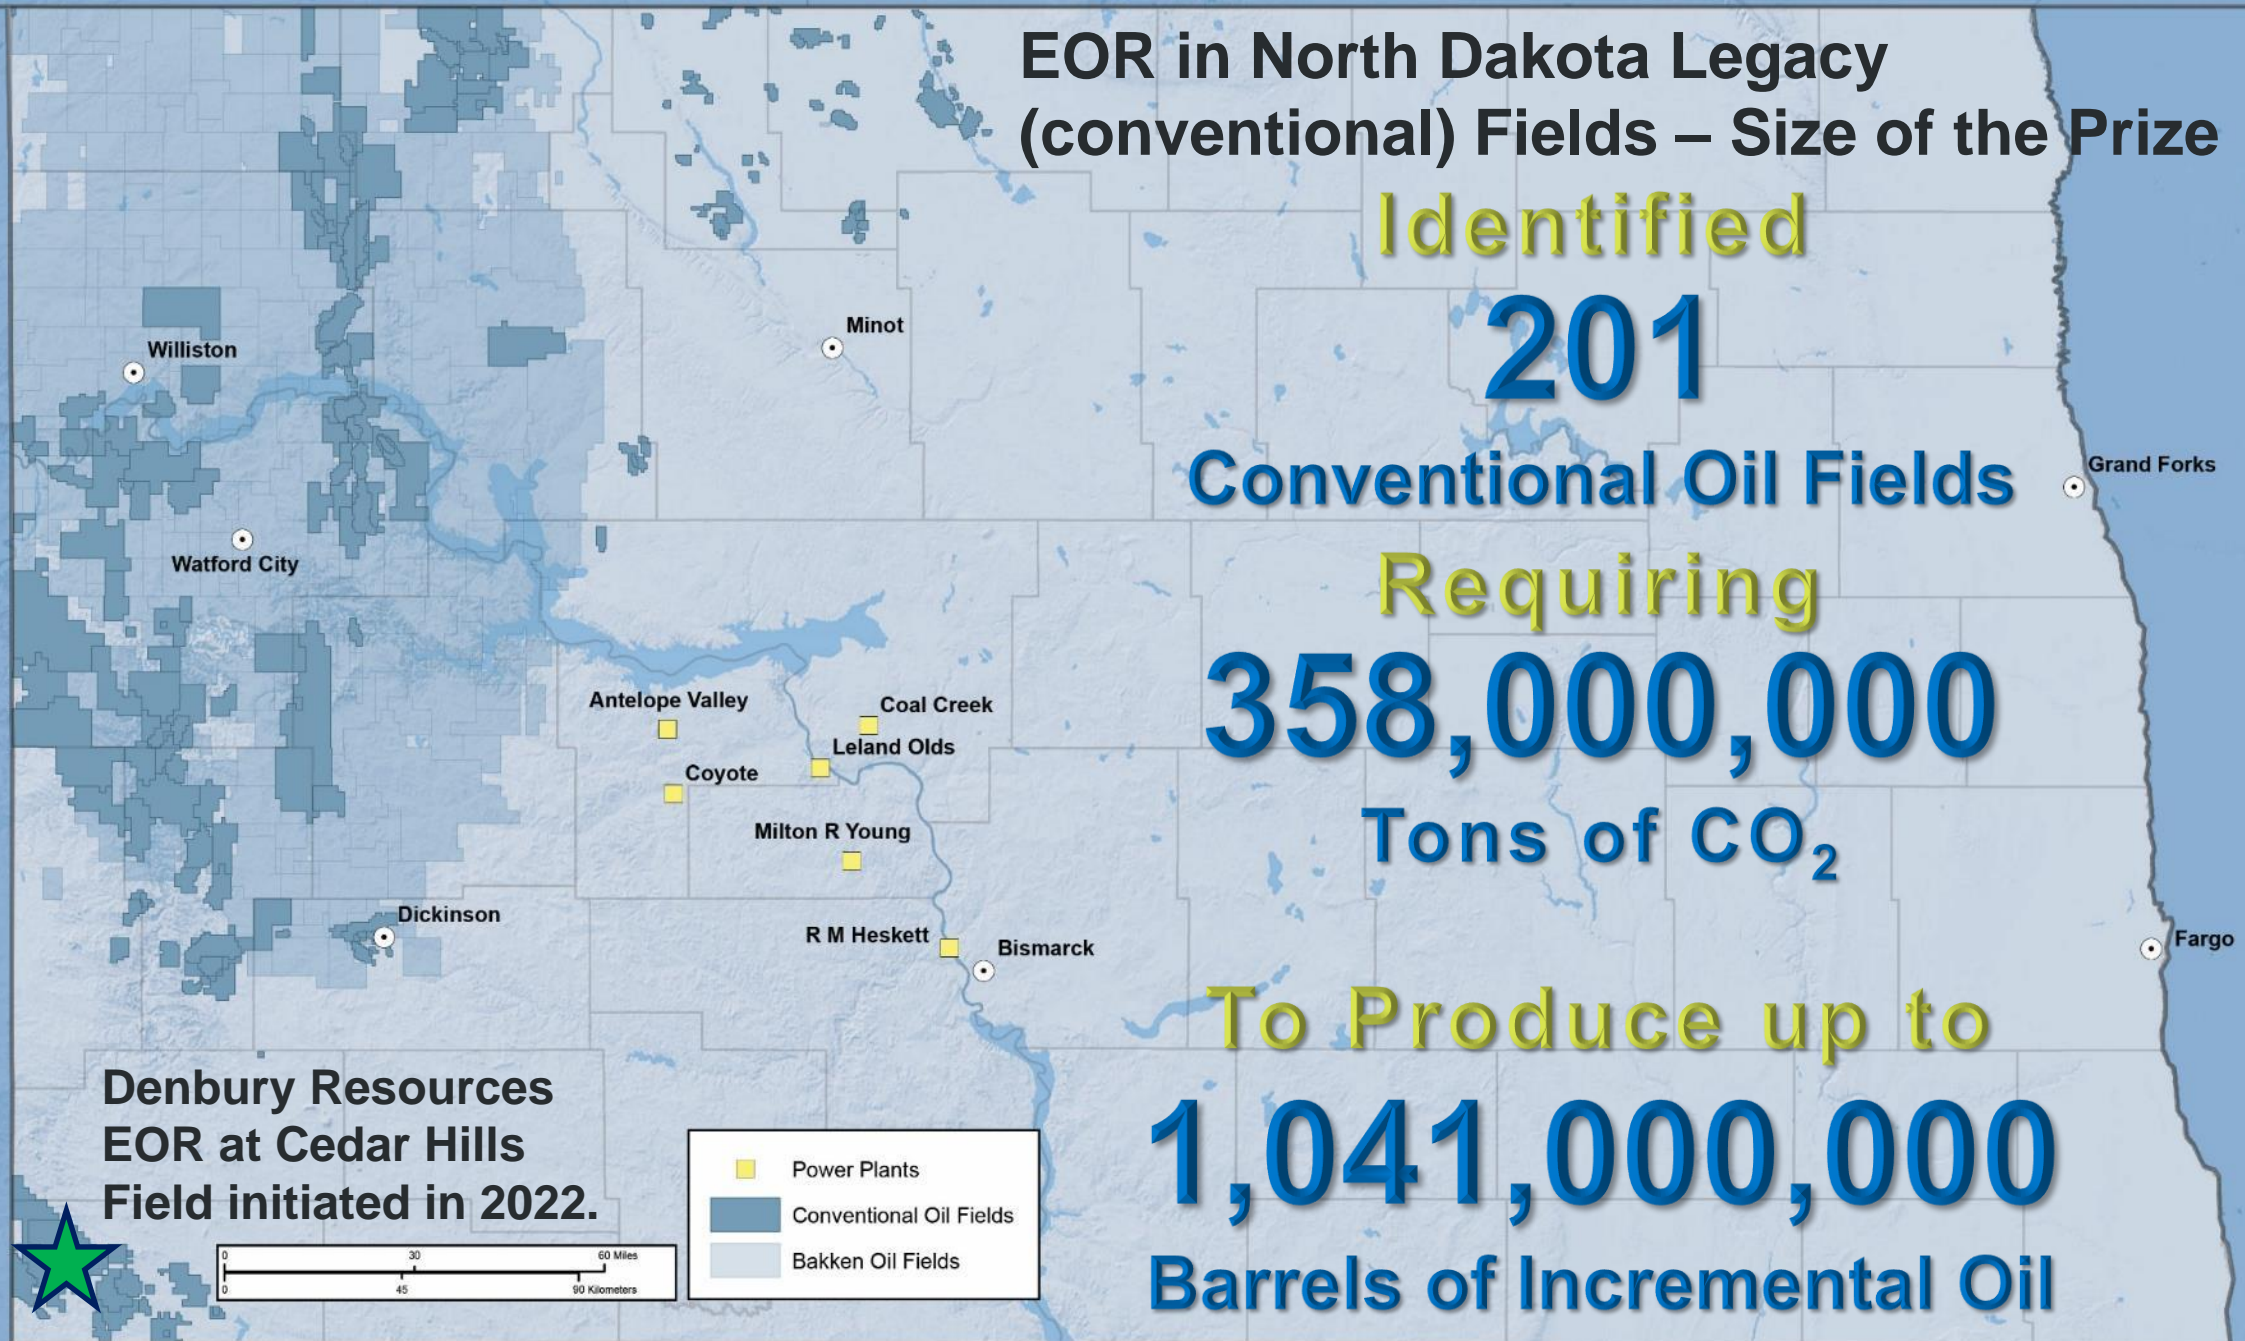 EOR in North Dakota Legacy
(conventional) Fields – Size of the Prize
Identified
201
Conventional Oil Fields
Requiring
358,000,000
Tons of CO₂
To Produce up to
1,041,000,000
Barrels of Incremental Oil
Minot
Williston
Watford City
Grand Forks
Antelope Valley
Coal Creek
Leland Olds
Coyote
Milton R Young
Dickinson
R M Heskett
Bismarck
Fargo
Denbury Resources
EOR at Cedar Hills
Field initiated in 2022.
0 30 60 Miles
0 45 90 Kilometers
Power Plants
Conventional Oil Fields
Bakken Oil Fields